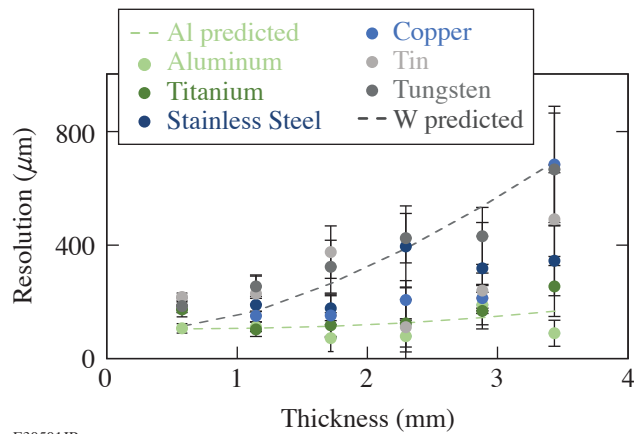 Al predicted
Aluminum
Titanium
Stainless Steel
Copper
Tin
Tungsten
W predicted
Resolution (μm)
800
400
0
0 1 2 3 4
Thickness (mm)